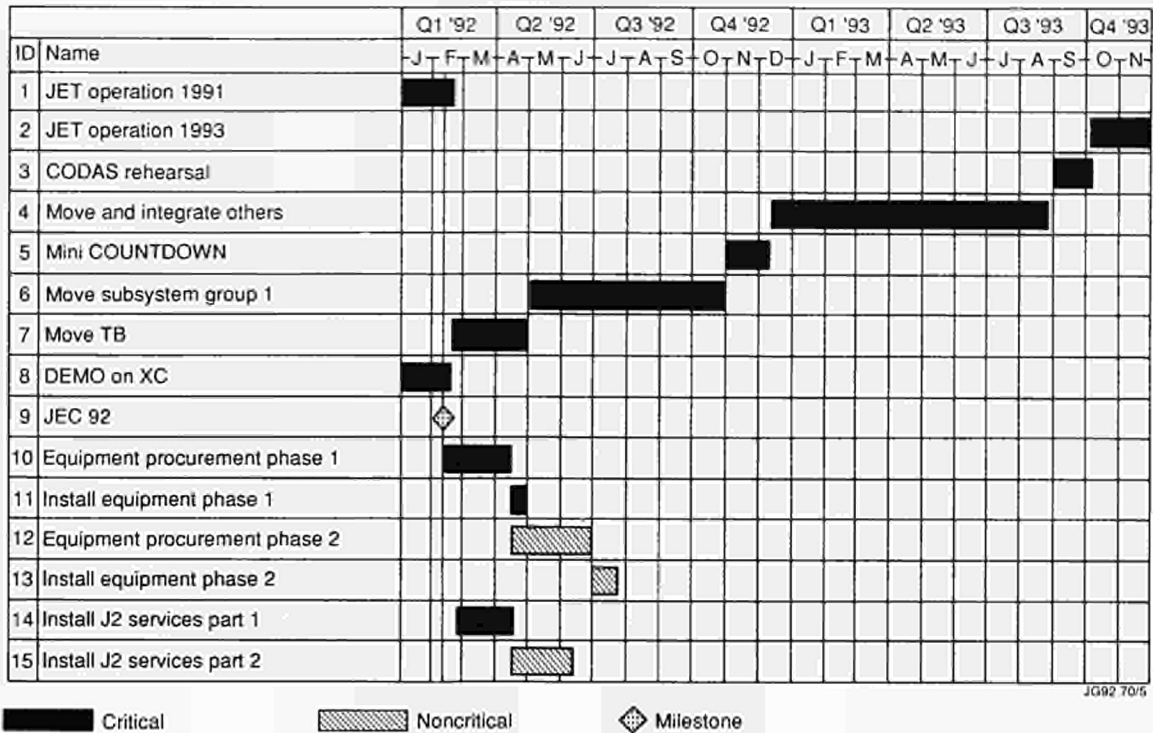 Q1 '92 Q2 '92 Q3 '92 Q4 '92 Q1 '93 Q2 '93 Q3 '93 Q4 '93
ID Name J F M A M J J A S O N D J F M A M J J A S O N
1 JET operation 1991
2 JET operation 1993
3 CODAS rehearsal
4 Move and integrate others
5 Mini COUNTDOWN
6 Move subsystem group 1
7 Move TB
8 DEMO on XC
9 JEC 92
10 Equipment procurement phase 1
11 Install equipment phase 1
12 Equipment procurement phase 2
13 Install equipment phase 2
14 Install J2 services part 1
15 Install J2 services part 2
JG92 70/5
Critical Noncritical Milestone